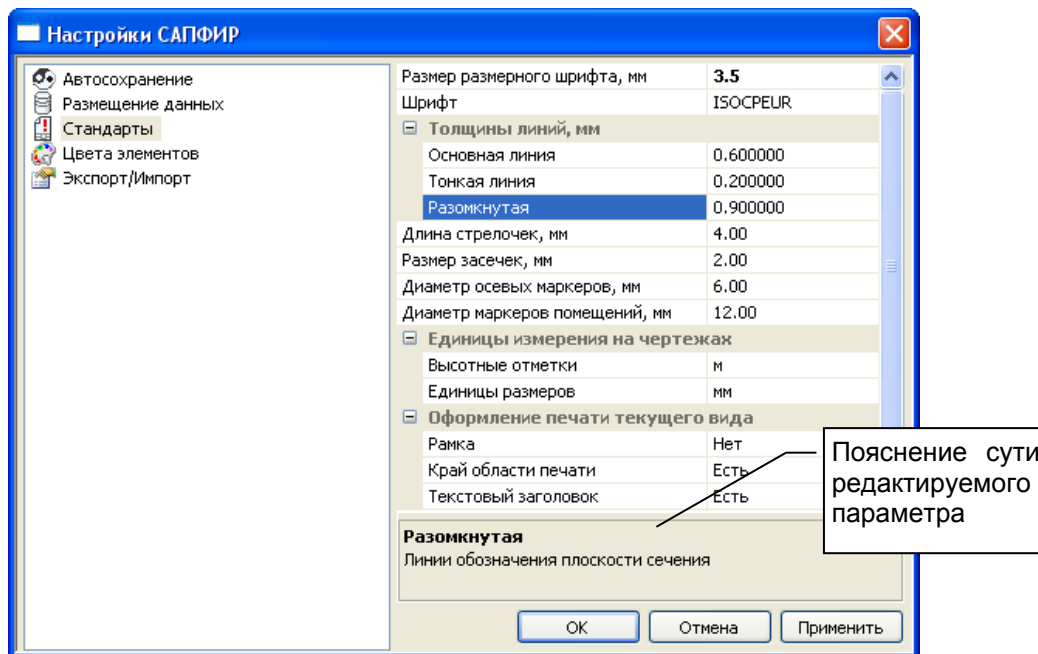 Настройки САПФИР
Автосохранение
Размещение данных
Стандарты
Цвета элементов
Экспорт/Импорт
Размер размерного шрифта, мм 3.5
Шрифт ISOCPEUR
Толщины линий, мм
Основная линия 0.600000
Тонкая линия 0.200000
Разомкнутая 0.900000
Длина стрелочек, мм 4.00
Размер засечек, мм 2.00
Диаметр осевых маркеров, мм 6.00
Диаметр маркеров помещений, мм 12.00
Единицы измерения на чертежах
Высотные отметки м
Единицы размеров мм
Оформление печати текущего вида
Рамка Нет
Край области печати Есть
Текстовый заголовок Есть
Пояснение сути
редактируемого
параметра
Разомкнутая
Линии обозначения плоскости сечения
ОК Отмена Применить